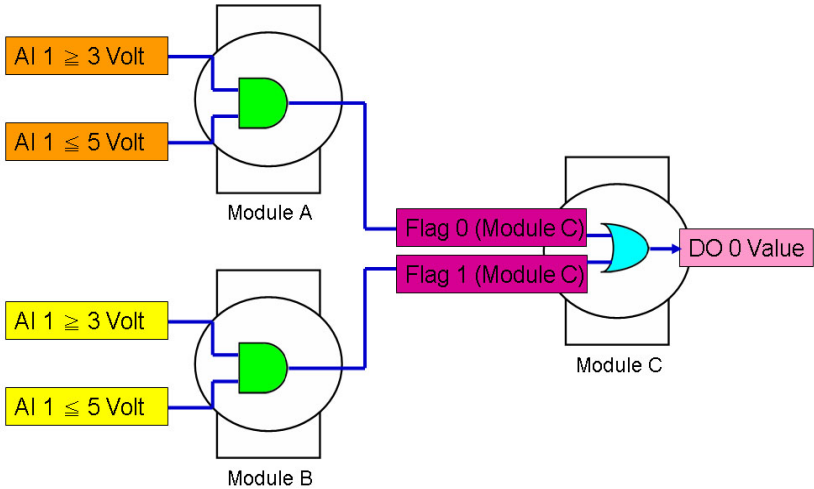 AI 1 ≧ 3 Volt
AI 1 ≦ 5 Volt
Module A
Flag 0 (Module C)
Flag 1 (Module C)
DO 0 Value
Module C
AI 1 ≧ 3 Volt
AI 1 ≦ 5 Volt
Module B